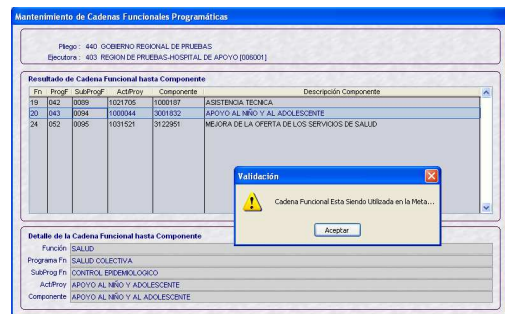 Mantenimiento de Cadenas Funcionales Programáticas
Pliego : 440 GOBIERNO REGIONAL DE PRUEBAS
Ejecutora : 403 REGION DE PRUEBAS-HOSPITAL DE APOYO [006001]
Resultado de Cadena Funcional hasta Componente
Fn ProgF SubProgF Act/Proy Componente Descripción Componente
19 042 0089 1021705 1000187 ASISTENCIA TECNICA
20 043 0094 1000044 3001832 APOYO AL NIÑO Y AL ADOLESCENTE
24 052 0095 1031521 3122951 MEJORA DE LA OFERTA DE LOS SERVICIOS DE SALUD
Validación
Cadena Funcional Esta Siendo Utilizada en la Meta...
Aceptar
Detalle de la Cadena Funcional hasta Componente
Función SALUD
Programa Fn SALUD COLECTIVA
SubProg Fn CONTROL EPIDEMIOLOGICO
Act/Proy APOYO AL NIÑO Y ADOLESCENTE
Componente APOYO AL NIÑO Y AL ADOLESCENTE